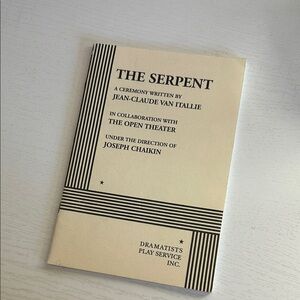 THE SERPENT
A CEREMONY WRITTEN BY
JEAN-CLAUDE VAN ITALLIE
IN COLLABORATION WITH
THE OPEN THEATER
UNDER THE DIRECTION OF
JOSEPH CHAIKIN
DRAMATISTS
PLAY SERVICE
INC.